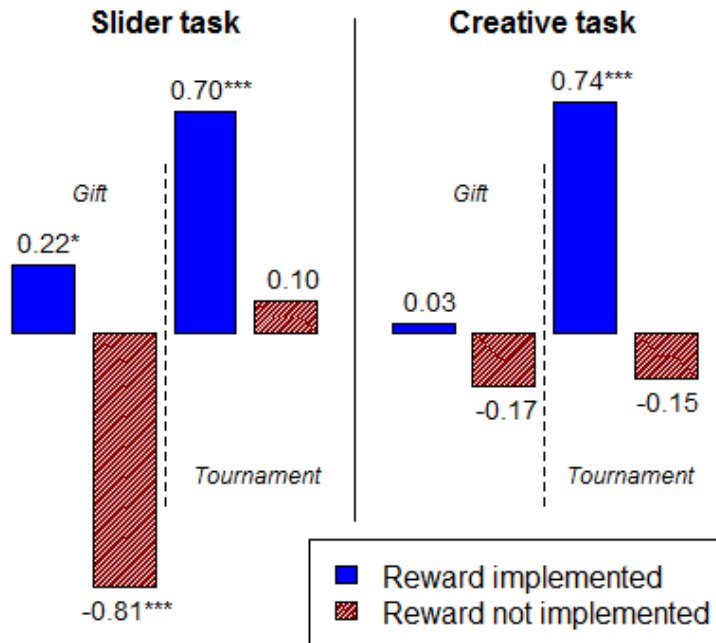 Slider task
Creative task
0.70***
0.74***
Gift
Gift
0.22*
0.10
0.03
-0.17
-0.15
Tournament
Tournament
-0.81***
Reward implemented
Reward not implemented